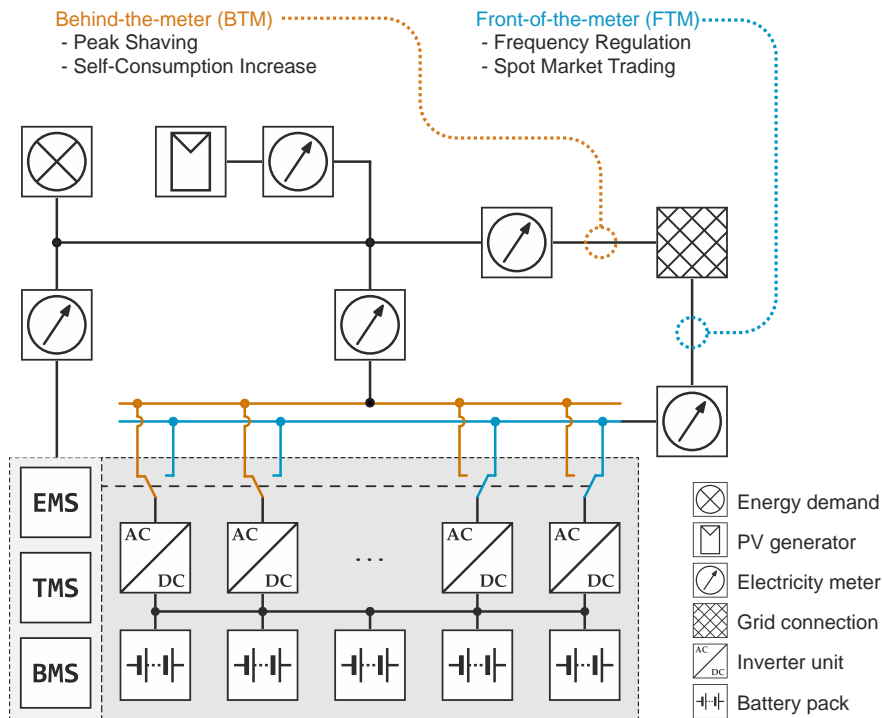 Behind-the-meter (BTM)
- Peak Shaving
- Self-Consumption Increase
Front-of-the-meter (FTM)
- Frequency Regulation
- Spot Market Trading
EMS
TMS
BMS
AC
DC
AC
DC
...
AC
DC
AC
DC
Energy demand
PV generator
Electricity meter
Grid connection
AC
DC
Inverter unit
Battery pack